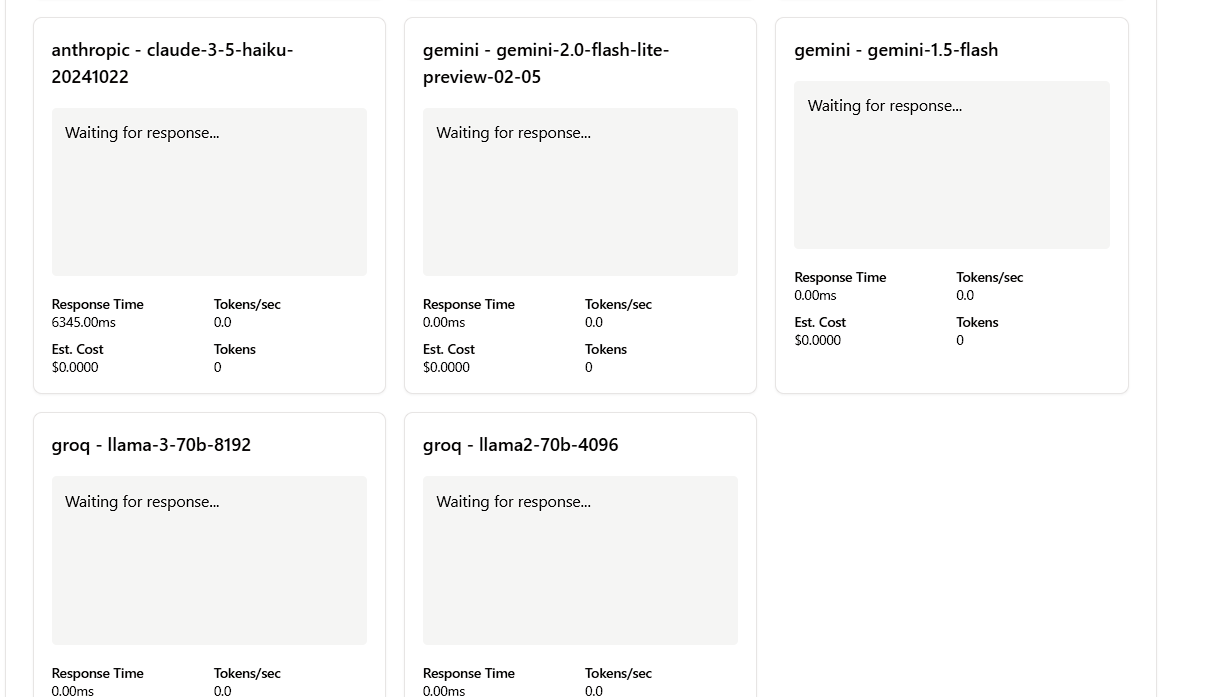 anthropic - claude-3-5-haiku-
20241022
Waiting for response...
Response Time
Tokens/sec
6345.00ms
0.0
Est. Cost
Tokens
$0.0000
0
gemini - gemini-2.0-flash-lite-
preview-02-05
Waiting for response...
Response Time
Tokens/sec
0.00ms
0.0
Est. Cost
Tokens
$0.0000
0
gemini - gemini-1.5-flash
Waiting for response...
Response Time
Tokens/sec
0.00ms
0.0
Est. Cost
Tokens
$0.0000
0
groq - llama-3-70b-8192
Waiting for response...
Response Time
Tokens/sec
0.00ms
0.0
groq - llama2-70b-4096
Waiting for response...
Response Time
Tokens/sec
0.00ms
0.0